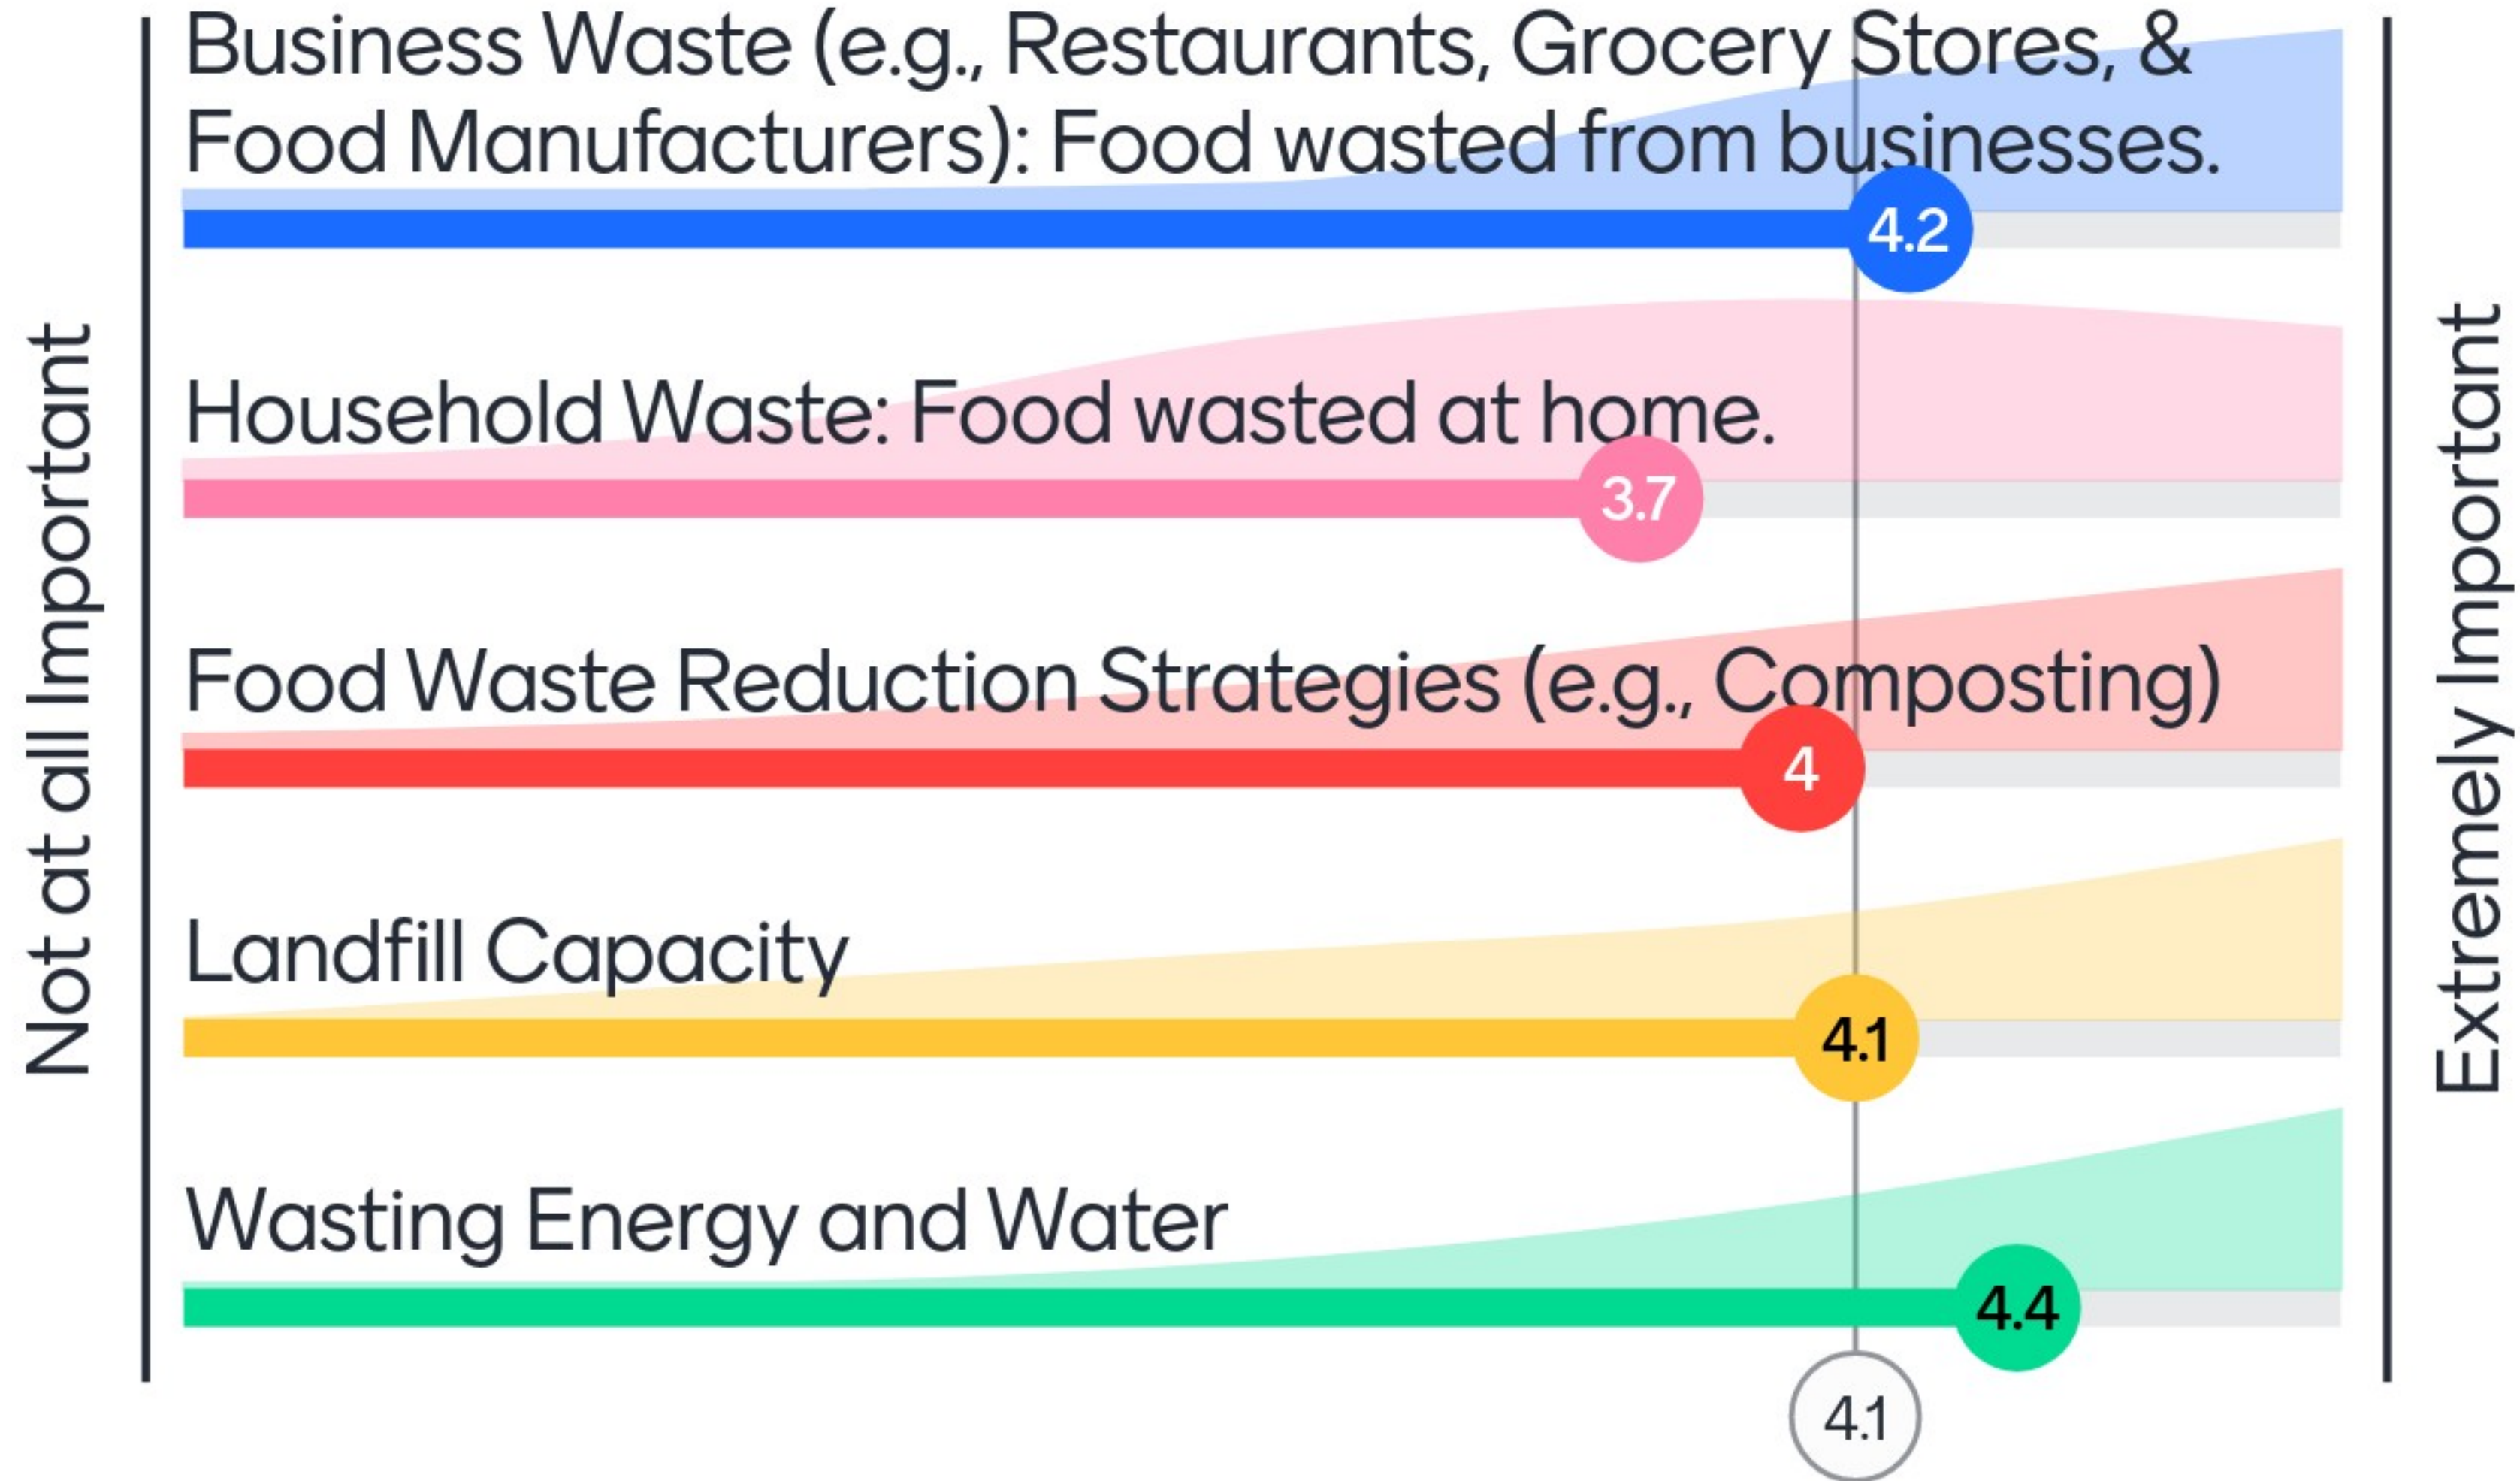 Business Waste (e.g., Restaurants, Grocery Stores, &
Food Manufacturers): Food wasted from businesses.
4.2
Household Waste: Food wasted at home.
3.7
Food Waste Reduction Strategies (e.g., Composting)
4
Landfill Capacity
4.1
Wasting Energy and Water
4.4
4.1
Not at all Important
Extremely Important